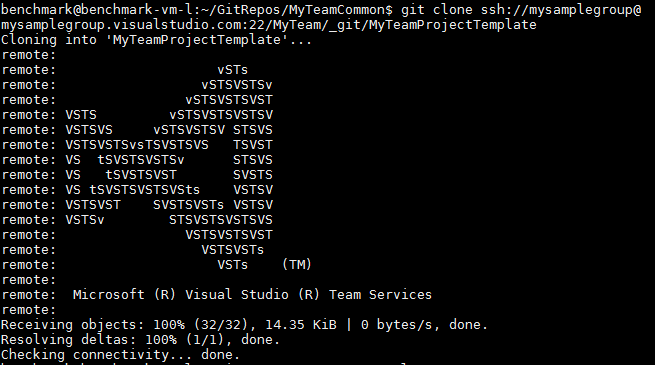 benchmark@benchmark-vm-l:~/GitRepos/MyTeamCommon$ git clone ssh://mysamplegroup@
mysamplegroup.visualstudio.com:22/MyTeam/_git/MyTeamProjectTemplate
Cloning into 'MyTeamProjectTemplate'...
remote:
remote:                    vSTs
remote:                  vSTSVSTSv
remote:                vSTSVSTSVST
remote: VSTS         vSTSVSTSVSTSV
remote: VSTSVS     vSTSVSTSV STSVS
remote: VSTSVSTSvsTSVSTSVS   TSVST
remote: VS  tSVSTSVSTSv      STSVS
remote: VS   tSVSTSVST       SVSTS
remote: VS tSVSTSVSTSVSts    VSTSV
remote: VSTSVST    SVSTSVSTs VSTSV
remote: VSTSv        STSVSTSVSTSVS
remote:                VSTSVSTSVST
remote:                  VSTSVSTs
remote:                    VSTs    (TM)
remote:
remote:  Microsoft (R) Visual Studio (R) Team Services
remote:
Receiving objects: 100% (32/32), 14.35 KiB | 0 bytes/s, done.
Resolving deltas: 100% (1/1), done.
Checking connectivity... done.